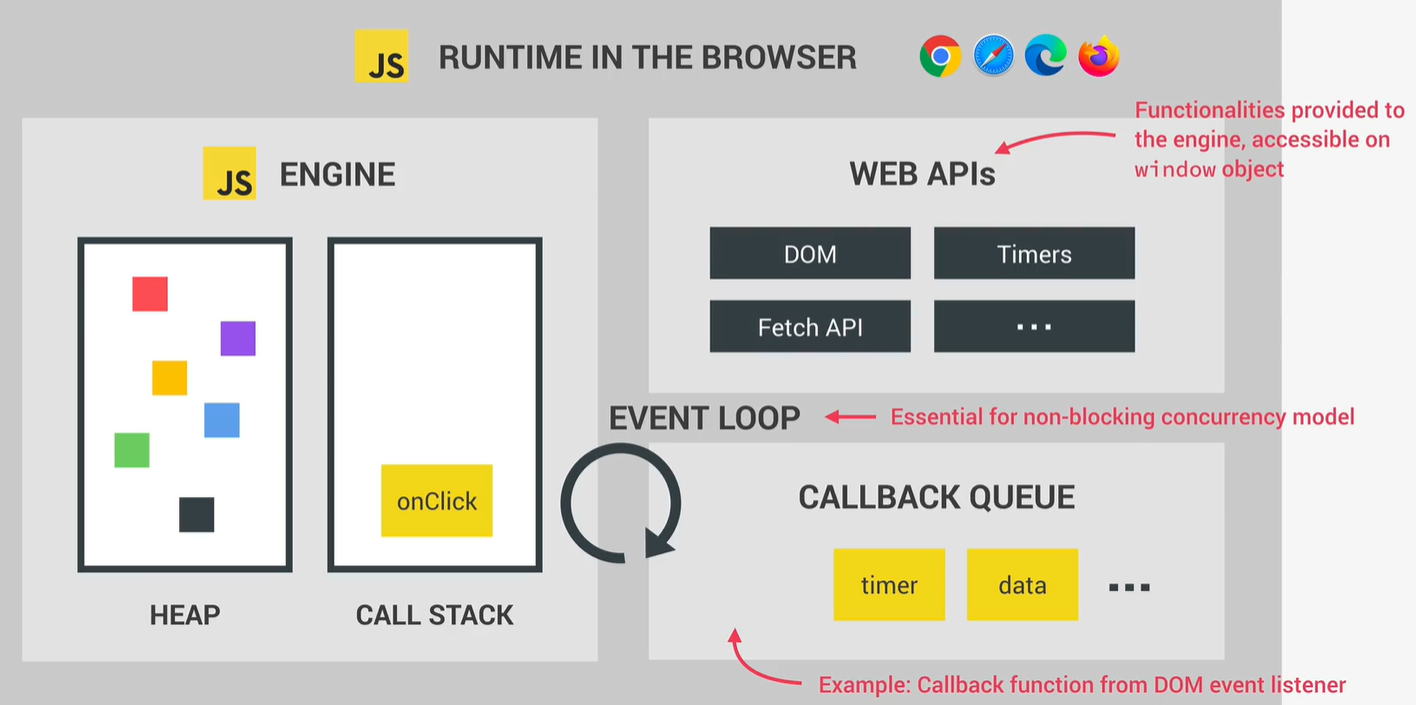 JS RUNTIME IN THE BROWSER
Functionalities provided to
the engine, accessible on
window object
JS ENGINE
WEB APIs
DOM
Timers
Fetch API
...
EVENT LOOP
Essential for non-blocking concurrency model
onClick
CALLBACK QUEUE
timer
data
...
HEAP
CALL STACK
Example: Callback function from DOM event listener